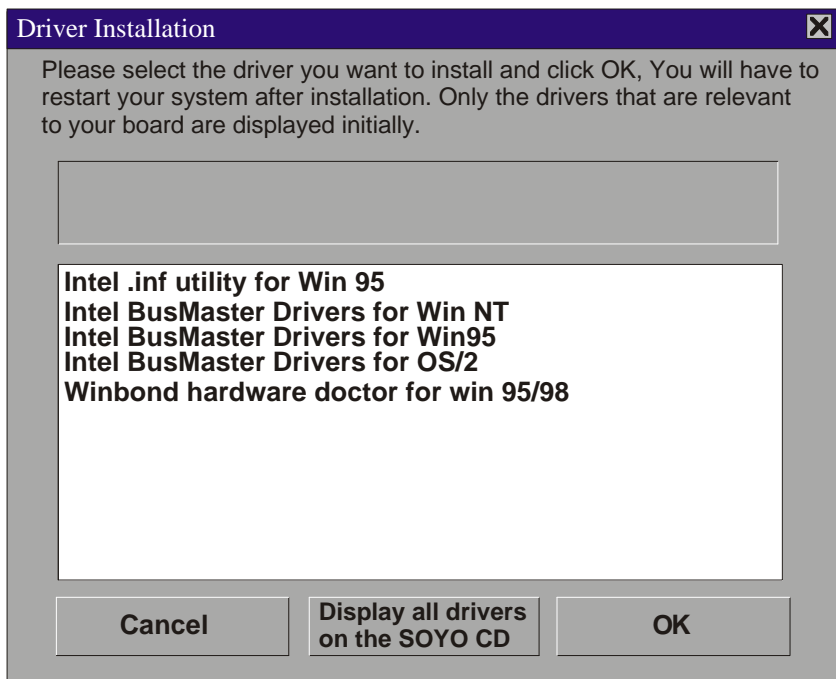 Driver Installation
Please select the driver you want to install and click OK, You will have to
restart your system after installation. Only the drivers that are relevant
to your board are displayed initially.
Intel .inf utility for Win 95
Intel BusMaster Drivers for Win NT
Intel BusMaster Drivers for Win95
Intel BusMaster Drivers for OS/2
Winbond hardware doctor for win 95/98
Cancel
Display all drivers
on the SOYO CD
OK